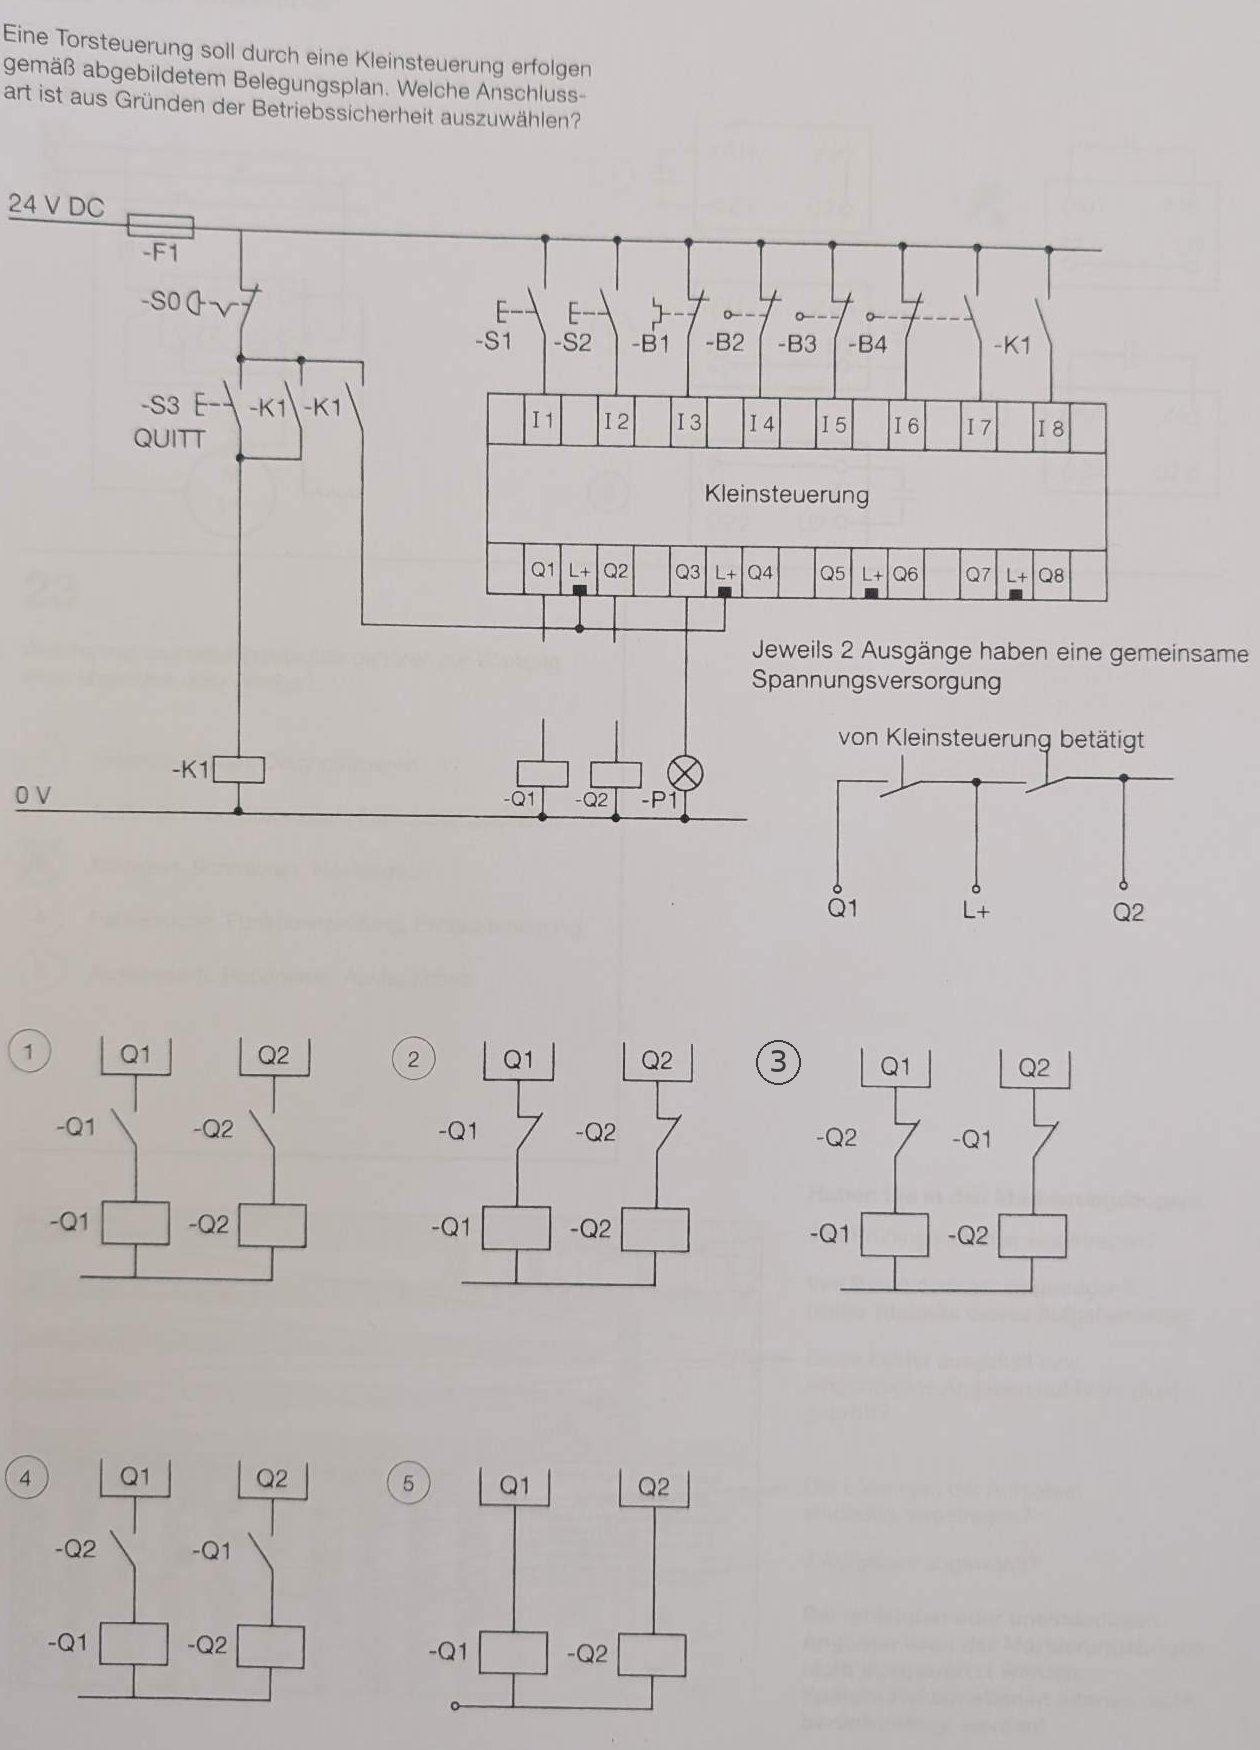 Eine Torsteuerung soll durch eine Kleinsteuerung erfolgen
gemäß abgebildetem Belegungsplan. Welche Anschluss-
art ist aus Gründen der Betriebssicherheit auszuwählen?
24 V DC
-F1
-S0
-S1 -S2 -B1 -B2 -B3 -B4 -K1
-S3 -K1 -K1
QUITT
I1 I2 I3 I4 I5 I6 I7 I8
Kleinsteuerung
Q1 L+ Q2 Q3 L+ Q4 Q5 L+ Q6 Q7 L+ Q8
Jeweils 2 Ausgänge haben eine gemeinsame
Spannungsversorgung
von Kleinsteuerung betätigt
-K1
0 V
-Q1 -Q2 -P1
Q1 L+ Q2
1 Q1 Q2
-Q1 -Q2
-Q1 -Q2
2 Q1 Q2
-Q1 -Q2
-Q1 -Q2
3 Q1 Q2
-Q2 -Q1
-Q1 -Q2
4 Q1 Q2
-Q2 -Q1
-Q1 -Q2
5 Q1 Q2
-Q1 -Q2